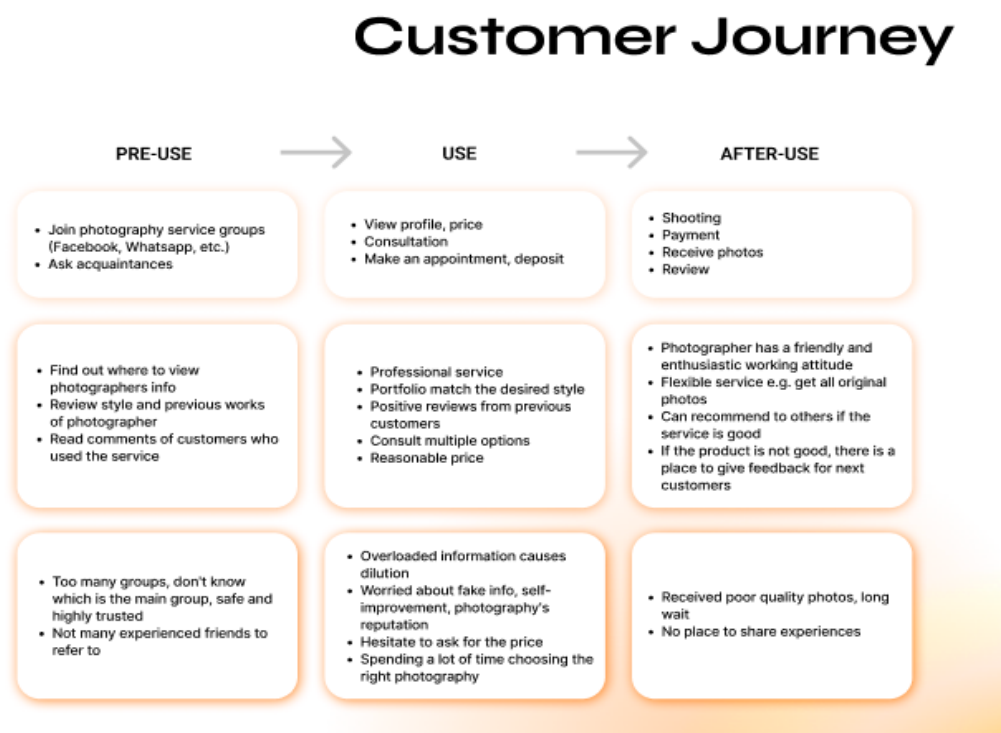 Customer Journey
PRE-USE
USE
AFTER-USE
• Join photography service groups
(Facebook, Whatsapp, etc.)
• Ask acquaintances
• View profile, price
• Consultation
• Make an appointment, deposit
• Shooting
• Payment
• Receive photos
• Review
• Find out where to view
photographers info
• Review style and previous works
of photographer
• Read comments of customers who
used the service
• Professional service
• Portfolio match the desired style
• Positive reviews from previous
customers
• Consult multiple options
• Reasonable price
• Photographer has a friendly and
enthusiastic working attitude
• Flexible service e.g. get all original
photos
• Can recommend to others if the
service is good
• If the product is not good, there is a
place to give feedback for next
customers
• Too many groups, don't know
which is the main group, safe and
highly trusted
• Not many experienced friends to
refer to
• Overloaded information causes
dilution
• Worried about fake info, self-
improvement, photography's
reputation
• Hesitate to ask for the price
• Spending a lot of time choosing the
right photography
• Received poor quality photos, long
wait
• No place to share experiences